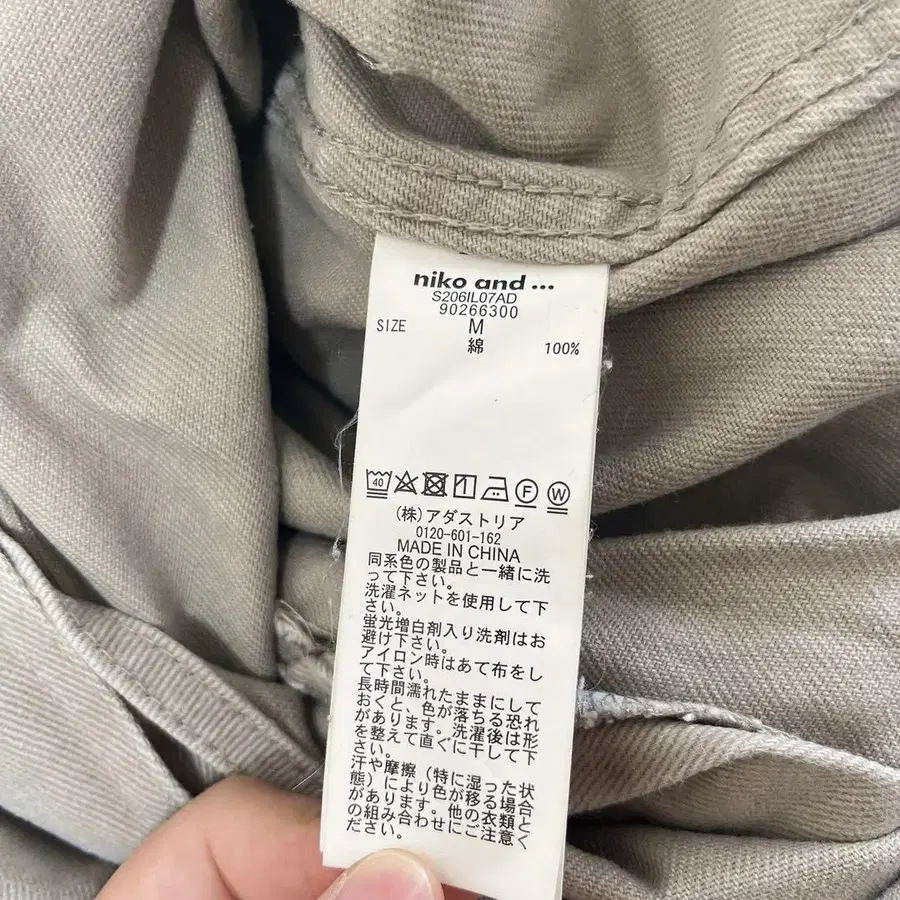 niko and ...
S206IL07AD
90266300
SIZE M
綿 100%
40 F W
(株)アダストリア
0120-601-162
MADE IN CHINA
同系色の製品と一緒に洗
って下さい。
洗濯ネットを使用して下
さい。
蛍光増白剤入り洗剤はお
避け下さい。
アイロン時はあて布をし
て下さい。
長時間濡れたままにして
おくと、色が落ちる恐れ
があります。洗濯後は形
を整えて直ぐに干して下
さい。
汗や摩擦（特に湿った状
態）により色が移る場合と
があります。他の衣類と
の組み合わせにご注意く
ださい。